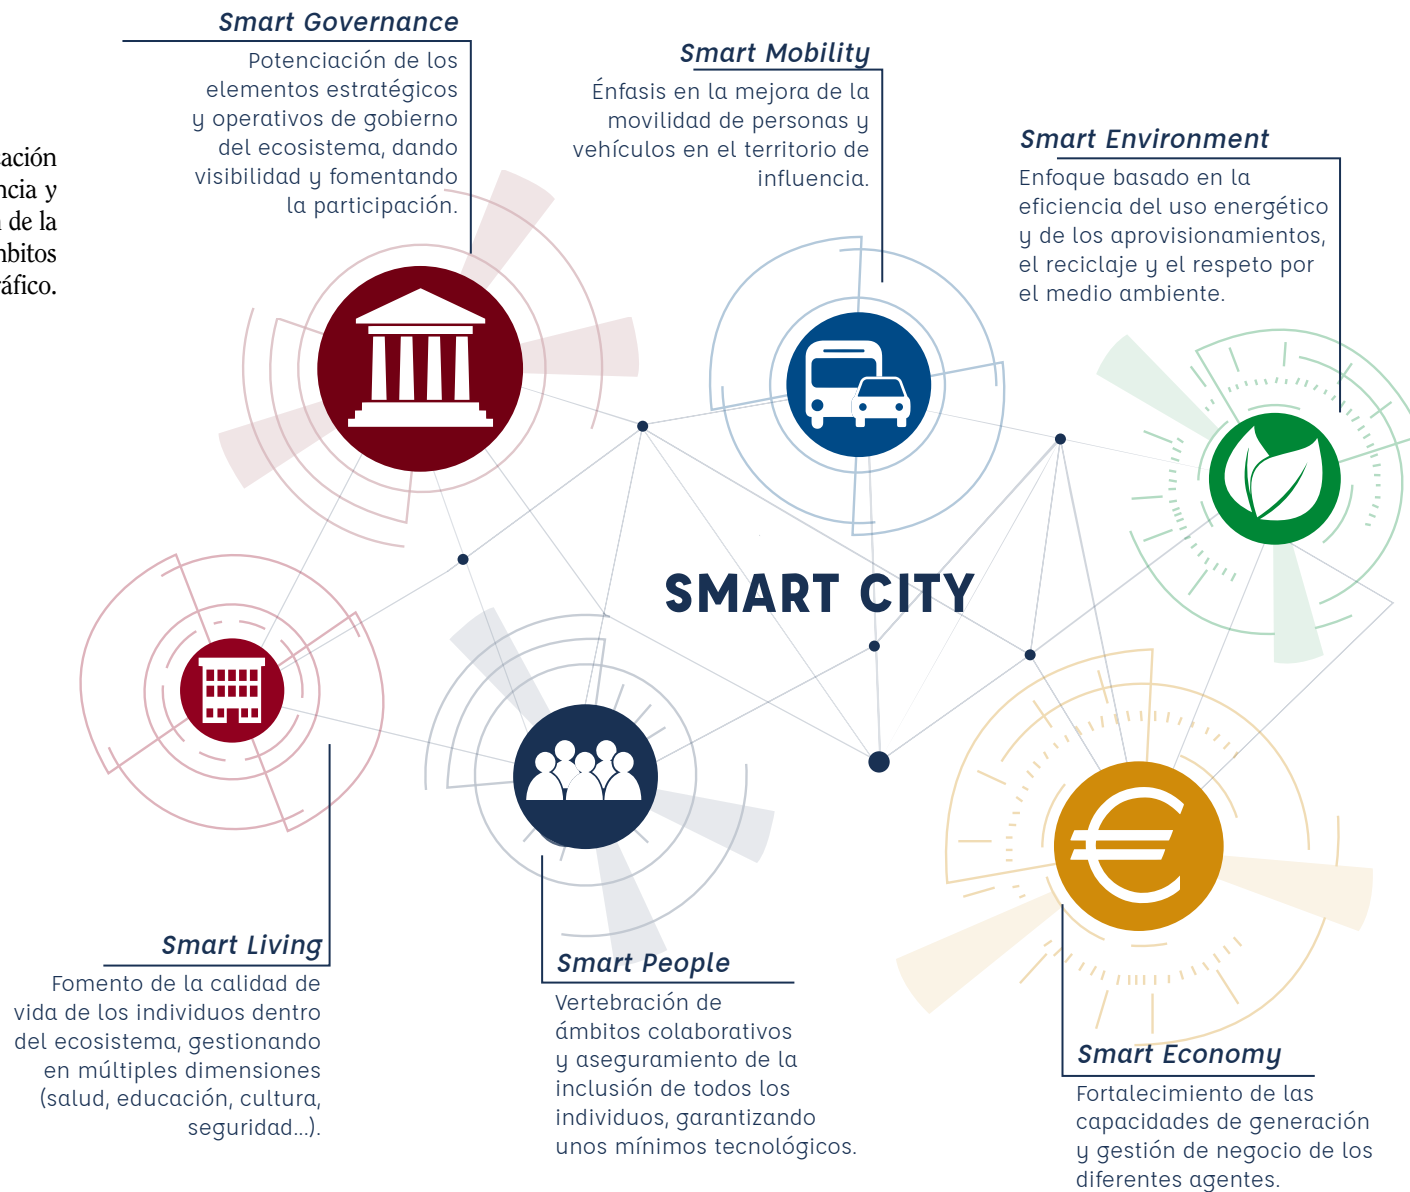 Smart Governance
Potenciación de los
elementos estratégicos
y operativos de gobierno
del ecosistema, dando
visibilidad y fomentando
la participación.
Smart Mobility
Énfasis en la mejora de la
movilidad de personas y
vehículos en el territorio de
influencia.
Smart Environment
Enfoque basado en la
eficiencia del uso energético
y de los aprovisionamientos,
el reciclaje y el respeto por
el medio ambiente.
y
de la
SMART CITY
Smart Living
Fomento de la calidad de
vida de los individuos dentro
del ecosistema, gestionando
en múltiples dimensiones
(salud, educación, cultura,
seguridad...).
Smart People
Vertebración de
ámbitos colaborativos
y aseguramiento de la
inclusión de todos los
individuos, garantizando
unos mínimos tecnológicos.
Smart Economy
Fortalecimiento de las
capacidades de generación
y gestión de negocio de los
diferentes agentes.